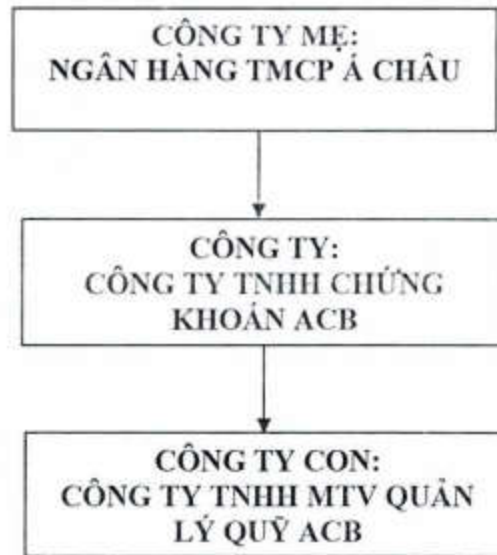 CÔNG TY MẸ:
NGÂN HÀNG TMCP Á CHÂU
CÔNG TY:
CÔNG TY TNHH CHỨNG
KHOÁN ACB
CÔNG TY CON:
CÔNG TY TNHH MTV QUẢN
LÝ QUỸ ACB